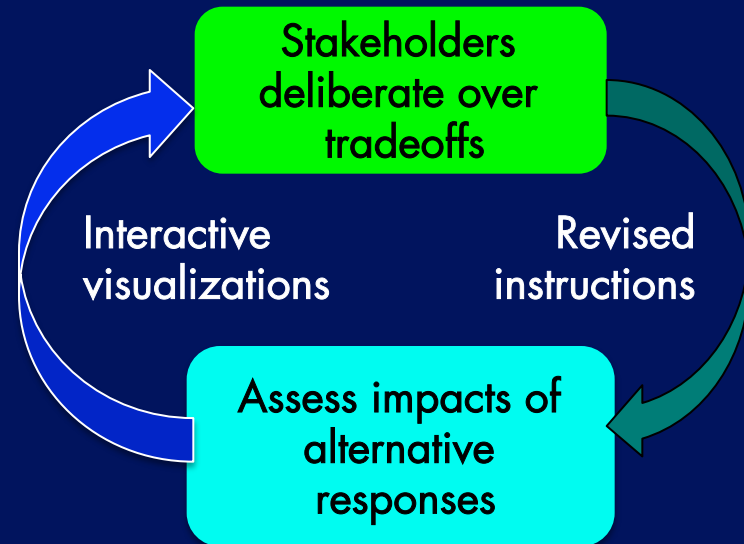 Stakeholders
deliberate over
tradeoffs
Interactive
visualizations
Revised
instructions
Assess impacts of
alternative
responses